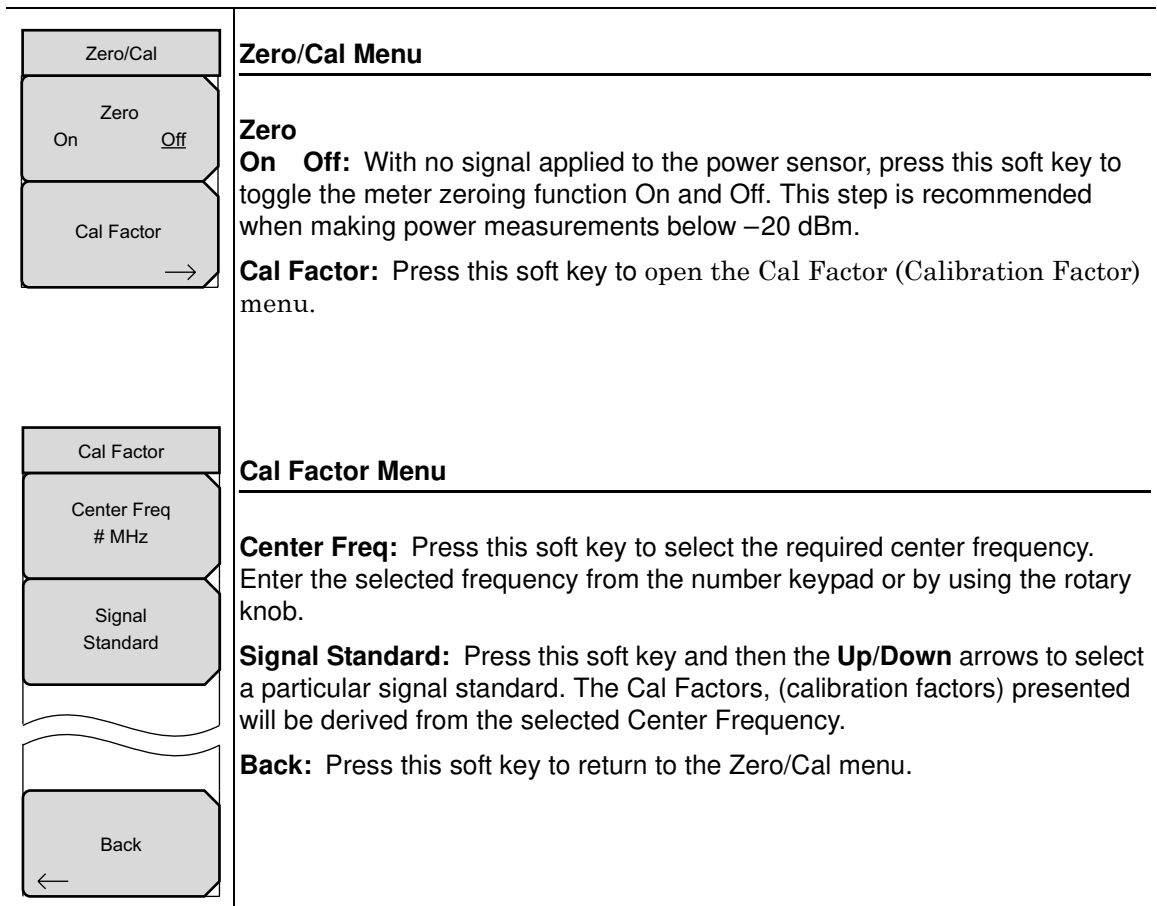 Zero/Cal
Zero
On Off
Cal Factor
Zero/Cal Menu
Zero
On Off: With no signal applied to the power sensor, press this soft key to
toggle the meter zeroing function On and Off. This step is recommended
when making power measurements below –20 dBm.
Cal Factor: Press this soft key to open the Cal Factor (Calibration Factor)
menu.
Cal Factor
Center Freq
# MHz
Signal
Standard
Back
Cal Factor Menu
Center Freq: Press this soft key to select the required center frequency.
Enter the selected frequency from the number keypad or by using the rotary
knob.
Signal Standard: Press this soft key and then the Up/Down arrows to select
a particular signal standard. The Cal Factors, (calibration factors) presented
will be derived from the selected Center Frequency.
Back: Press this soft key to return to the Zero/Cal menu.